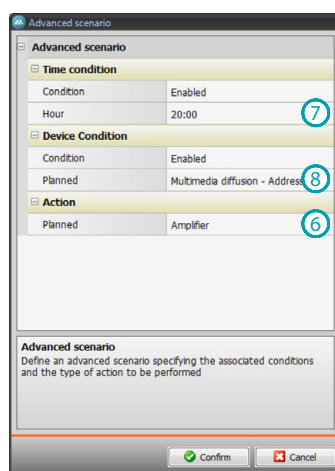 Advanced scenario
Advanced scenario
Time condition
Condition Enabled
Hour 20:00 7
Device Condition
Condition Enabled
Planned Multimedia diffusion - Address 8
Action
Planned Amplifier 6
Advanced scenario
Define an advanced scenario specifying the associated conditions
and the type of action to be performed
Confirm Cancel